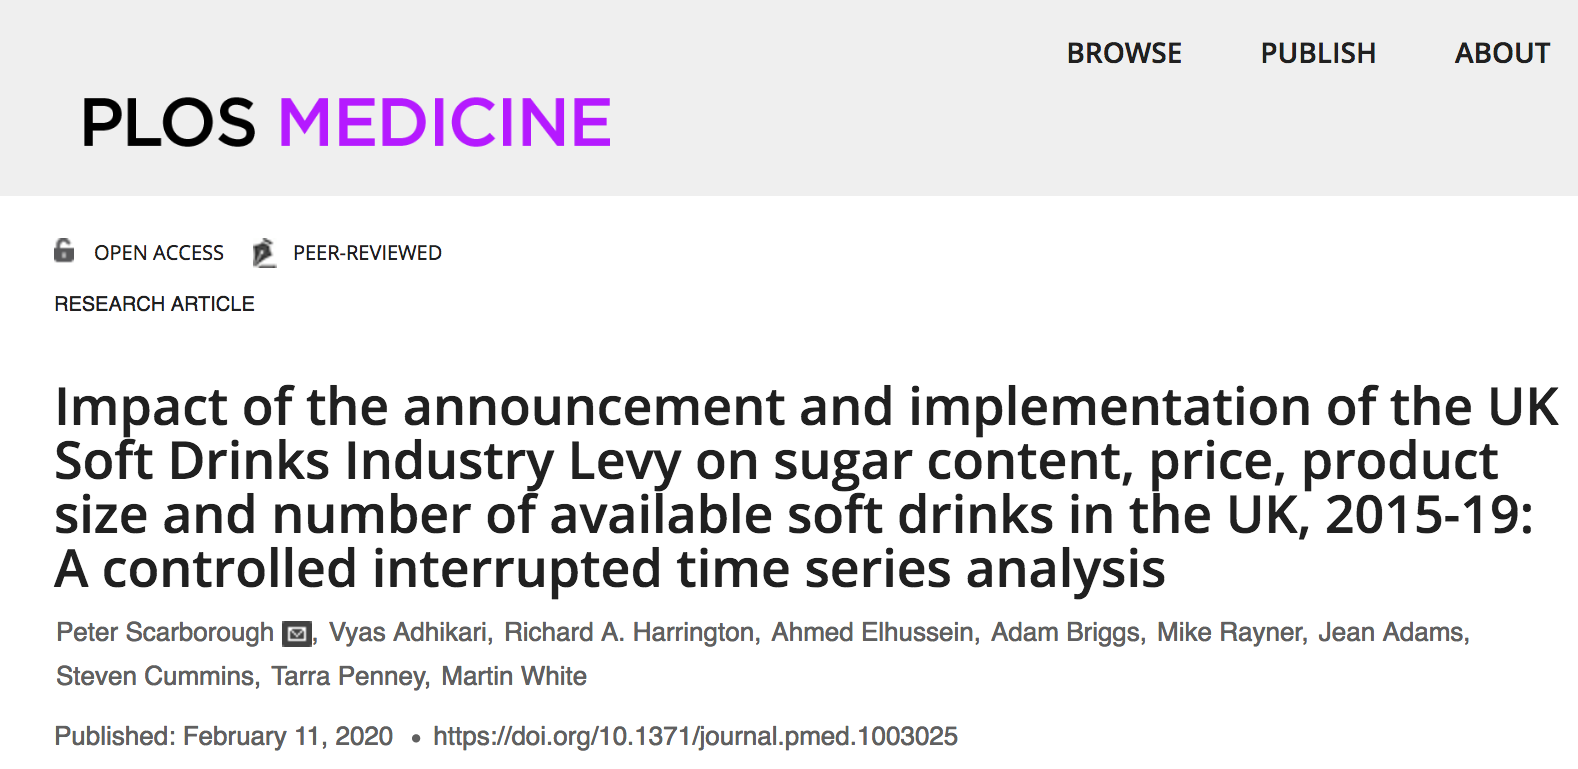 BROWSE PUBLISH ABOUT
PLOS MEDICINE
OPEN ACCESS PEER-REVIEWED
RESEARCH ARTICLE
Impact of the announcement and implementation of the UK
Soft Drinks Industry Levy on sugar content, price, product
size and number of available soft drinks in the UK, 2015-19:
A controlled interrupted time series analysis
Peter Scarborough, Vyas Adhikari, Richard A. Harrington, Ahmed Elhussein, Adam Briggs, Mike Rayner, Jean Adams,
Steven Cummins, Tarra Penney, Martin White
Published: February 11, 2020 • https://doi.org/10.1371/journal.pmed.1003025